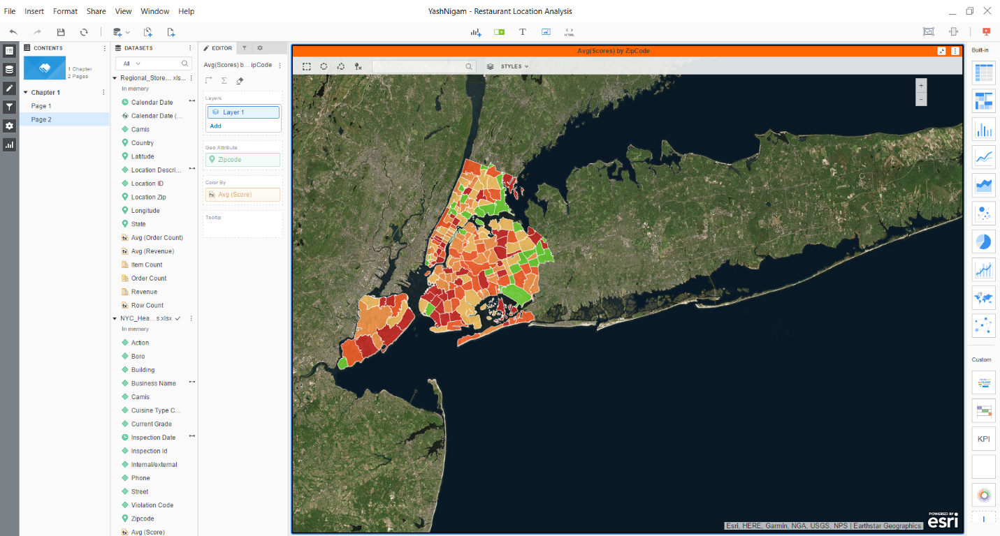 File Insert Format Share View Window Help
YashNigam - Restaurant Location Analysis
HTML
CONTENTS
1 Chapter
2 Pages
Chapter 1
Page 1
Page 2
DATASETS
All
Regional_Store... xls...
In memory
Calendar Date
Calendar Date (...
Camis
Country
Latitude
Location Descri...
Location ID
Location Zip
Longitude
State
Avg (Order Count)
Avg (Revenue)
Item Count
Order Count
Revenue
Row Count
NYC_Hea...s.xlsx
In memory
Action
Boro
Building
Business Name
Camis
Cuisine Type C...
Current Grade
Inspection Date
Inspection Id
Internal/external
Phone
Street
Violation Code
Zipcode
Avg (Score)
EDITOR
Avg(Scores) b... ipCode
Layers
Layer 1
Add
Geo Attribute
Zipcode
Color By
Avg (Score)
Tooltip
Avg(Scores) by ZipCode
STYLES
+
-
POWERED BY
esri
Esri, HERE, Garmin, NGA, USGS, NPS | Earthstar Geographics
Built-in
Custom
KPI